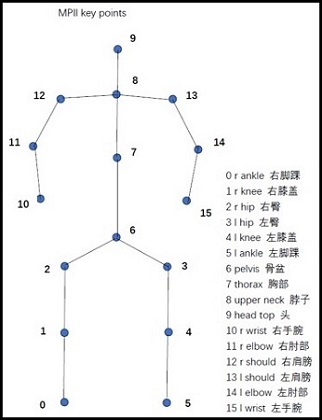 MPII key points
9
8
12
13
11
14
7
10
15
6
2
3
1
4
0
5
0 r ankle 右脚踝
1 r knee 右膝盖
2 r hip 右臀
3 l hip 左臀
4 l knee 左膝盖
5 l ankle 左脚踝
6 pelvis 骨盆
7 thorax 胸部
8 upper neck 脖子
9 head top 头
10 r wrist 右手腕
11 r elbow 右肘部
12 r should 右肩膀
13 l should 左肩膀
14 l elbow 左肘部
15 l wrist 左手腕